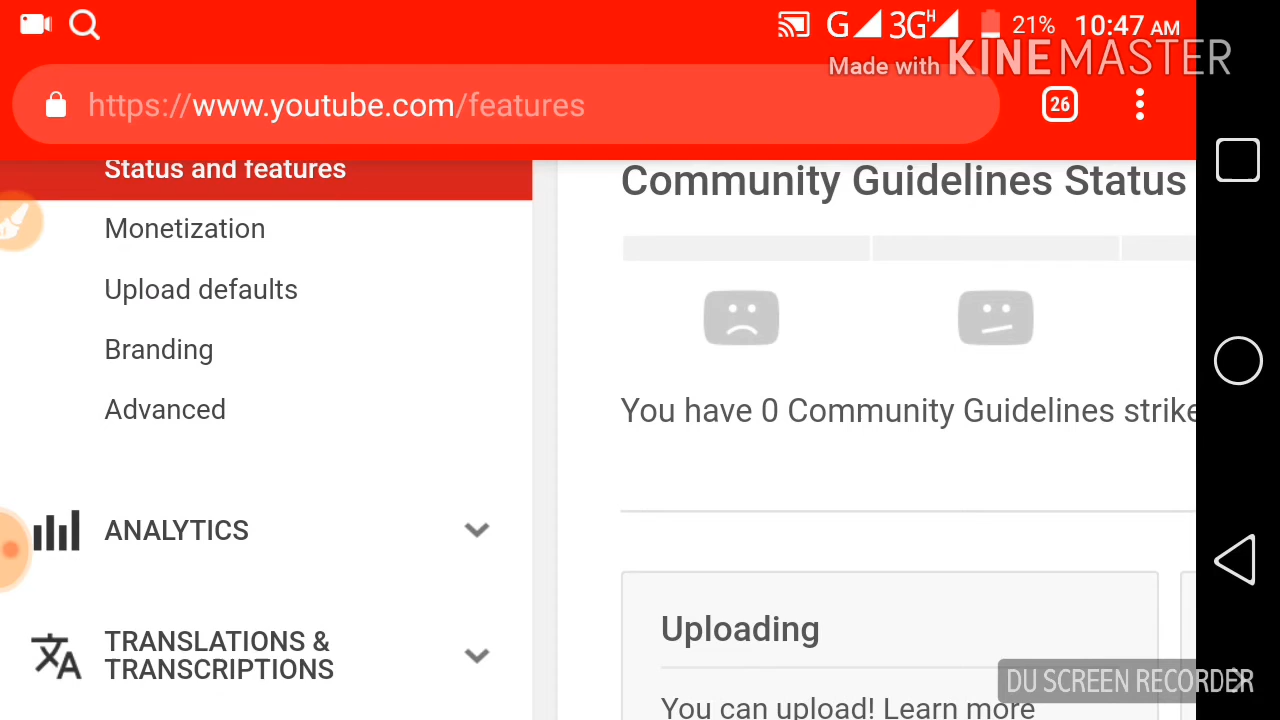 G 3G H 21% 10:47 AM
Made with KINEMASTER
https://www.youtube.com/features
26
Status and features
Monetization
Upload defaults
Branding
Advanced
ANALYTICS
TRANSLATIONS &
TRANSCRIPTIONS
Community Guidelines Status
You have 0 Community Guidelines strike
Uploading
You can upload! Learn more
DU SCREEN RECORDER